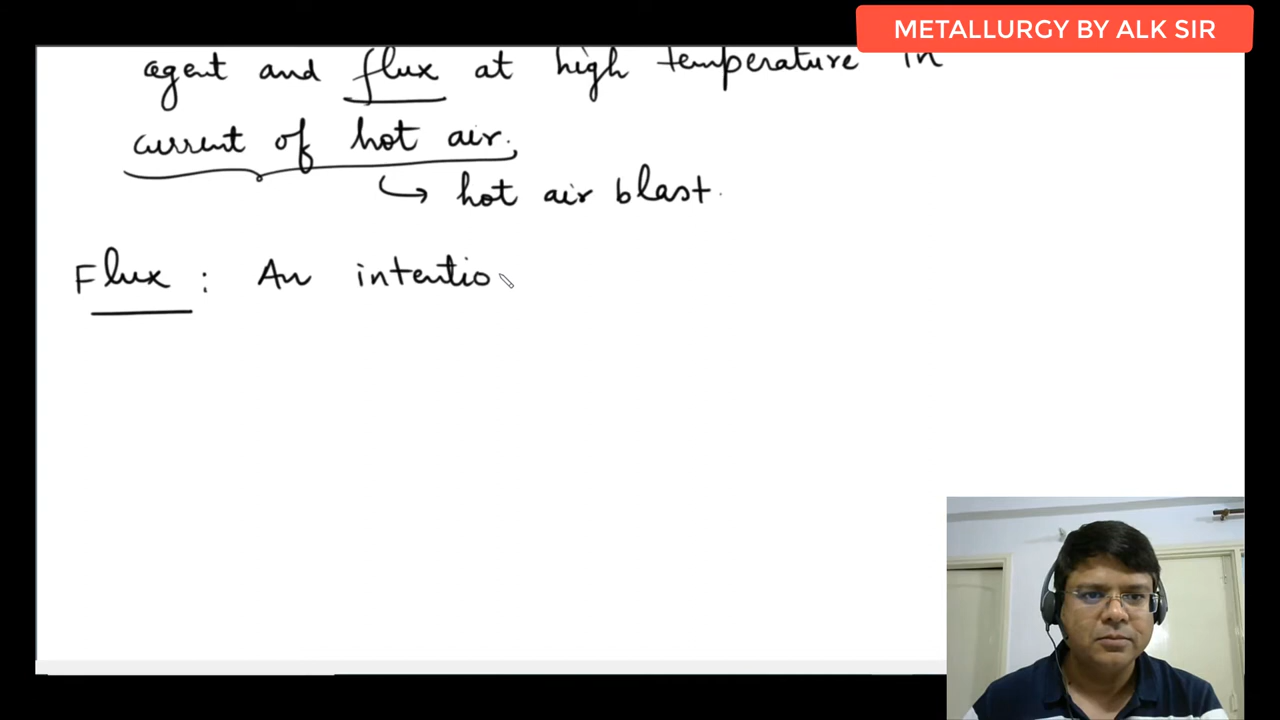 METALLURGY BY ALK SIR
agent and flux at high temperature in
current of hot air.
hot air blast.
Flux : An intentio